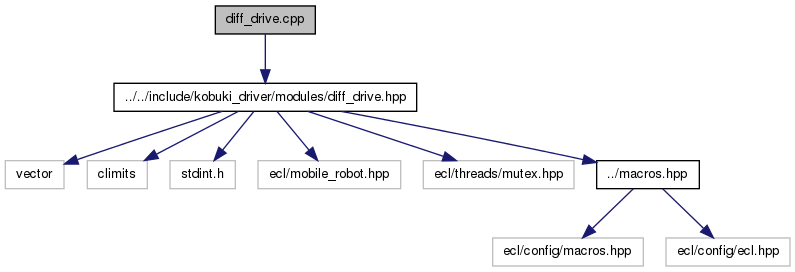 diff_drive.cpp
../../include/kobuki_driver/modules/diff_drive.hpp
vector
climits
stdint.h
ecl/mobile_robot.hpp
ecl/threads/mutex.hpp
../macros.hpp
ecl/config/macros.hpp
ecl/config/ecl.hpp